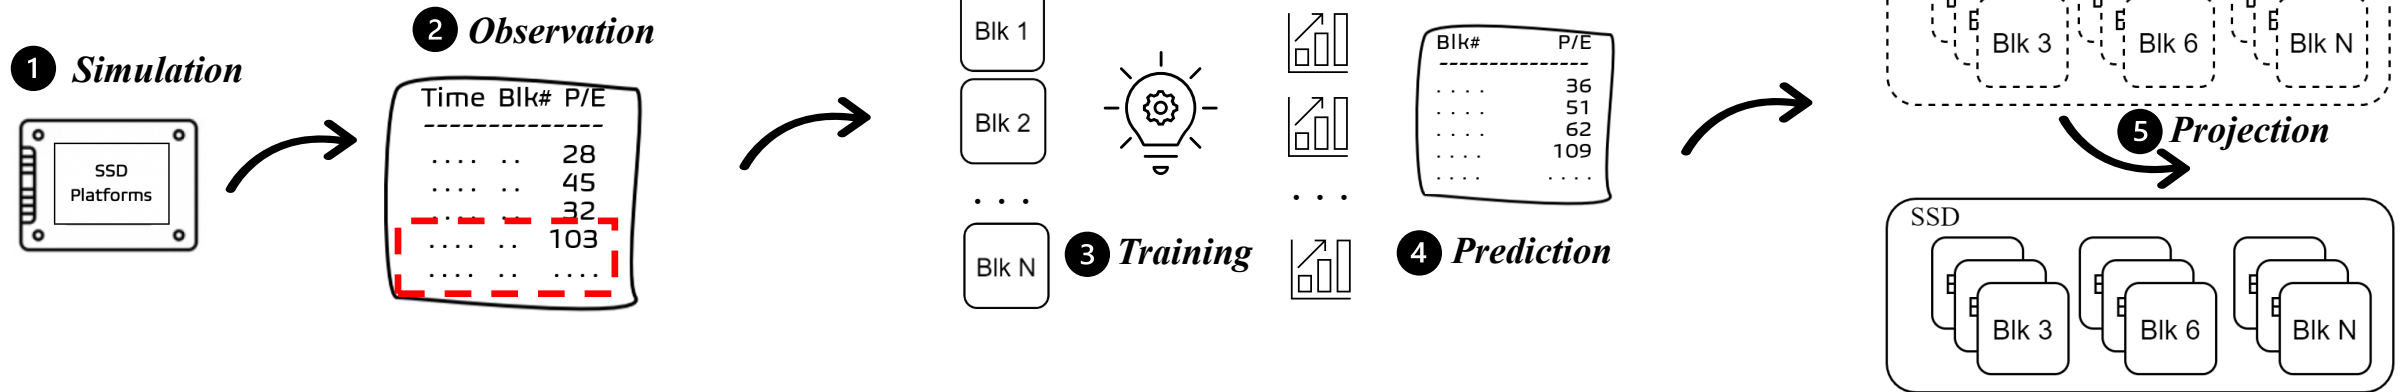 1 Simulation
SSD
Platforms
2 Observation
Time Blk# P/E
---------------
.... .. 28
.... .. 45
.... .. 32
.... .. 103
.... .. ....
Blk 1
Blk 2
...
Blk N
3 Training
...
Blk# P/E
---------------
.... 36
.... 51
.... 62
.... 109
.... ....
4 Prediction
Blk 3
Blk 6
Blk N
5 Projection
SSD
Blk 3
Blk 6
Blk N